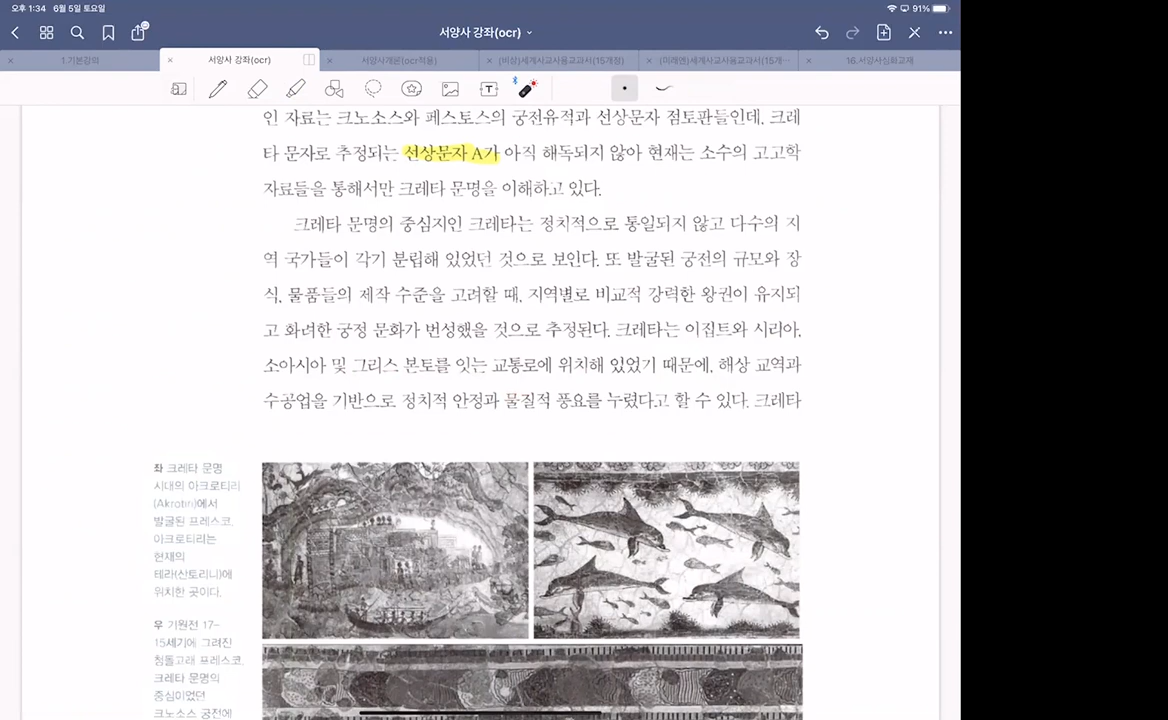 오후 1:34 6월 5일 토요일
91%
서양사 강좌(ocr)
1.기본강의
서양사 강좌(ocr)
서양사개론(ocr적용)
(비상)세계사교사용교과서(15개정)
(미래엔)세계사교사용교과서(15개…
16.서양사심화교재
인 자료는 크노소스와 페스토스의 궁전유적과 선상문자 점토판들인데, 크레
타 문자로 추정되는 선상문자 A가 아직 해독되지 않아 현재는 소수의 고고학
자료들을 통해서만 크레타 문명을 이해하고 있다.
크레타 문명의 중심지인 크레타는 정치적으로 통일되지 않고 다수의 지
역 국가들이 각기 분립해 있었던 것으로 보인다. 또 발굴된 궁전의 규모와 장
식, 물품들의 제작 수준을 고려할 때, 지역별로 비교적 강력한 왕권이 유지되
고 화려한 궁정 문화가 번성했을 것으로 추정된다. 크레타는 이집트와 시리아,
소아시아 및 그리스 본토를 잇는 교통로에 위치해 있었기 때문에, 해상 교역과
수공업을 기반으로 정치적 안정과 물질적 풍요를 누렸다고 할 수 있다. 크레타
좌 크레타 문명
시대의 아크로티리
(Akrotiri)에서
발굴된 프레스코.
아크로티리는
현재의
테라(산토리니)에
위치한 곳이다.
우 기원전 17-
15세기에 그려진
청돌고래 프레스코.
크레타 문명의
중심이었던
크노소스 궁전에